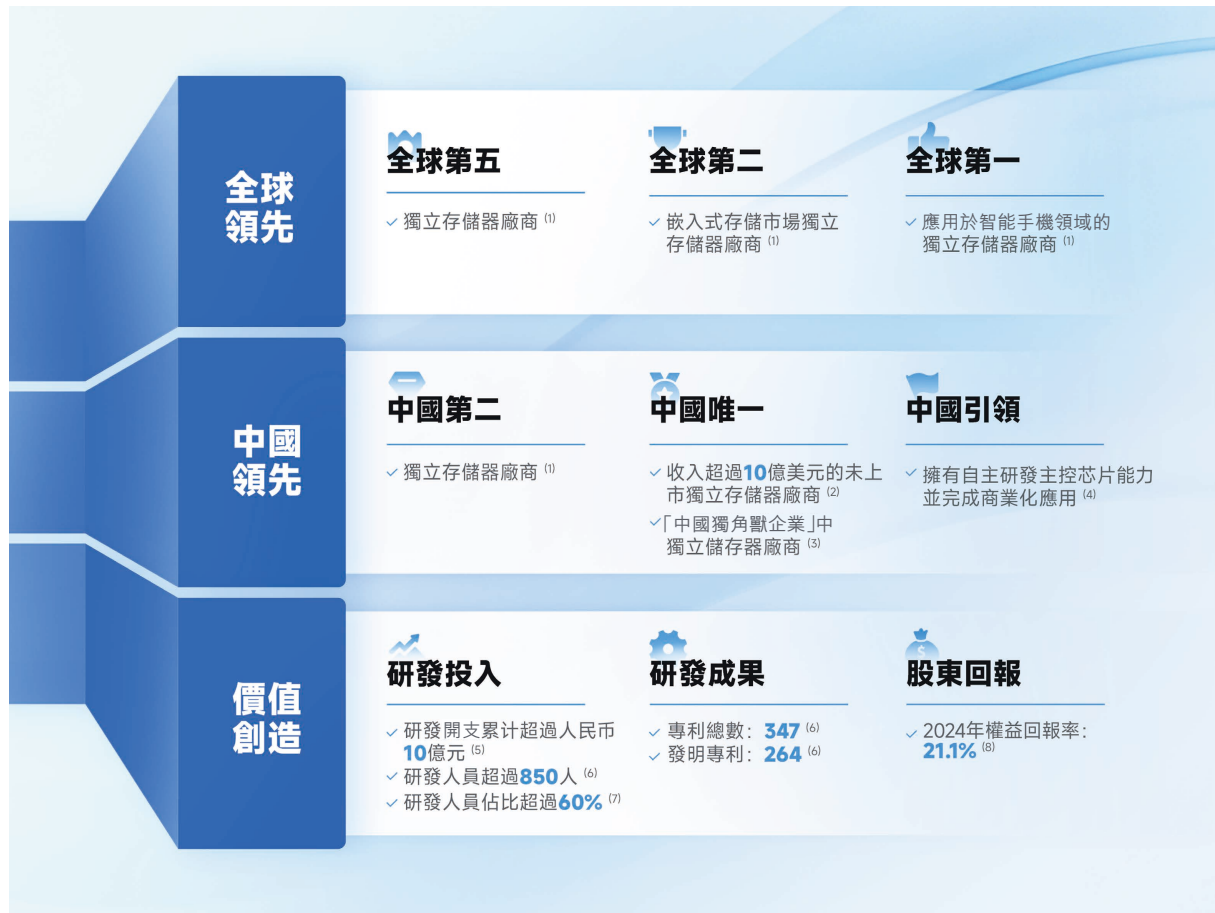 全球
領先
全球第五
✓ 獨立存儲器廠商 (1)
全球第二
✓ 嵌入式存儲市場獨立
存儲器廠商 (1)
全球第一
✓ 應用於智能手機領域的
獨立存儲器廠商 (1)
中國
領先
中國第二
✓ 獨立存儲器廠商 (1)
中國唯一
✓ 收入超過10億美元的未上
市獨立存儲器廠商 (2)
✓「中國獨角獸企業」中
獨立儲存器廠商 (3)
中國引領
✓ 擁有自主研發主控芯片能力
並完成商業化應用 (4)
價值
創造
研發投入
✓ 研發開支累计超過人民币
10億元 (5)
✓ 研發人員超過850人 (6)
✓ 研發人員佔比超過60% (7)
研發成果
✓ 專利總數：347 (6)
✓ 發明專利：264 (6)
股東回報
✓ 2024年權益回報率：
21.1% (8)